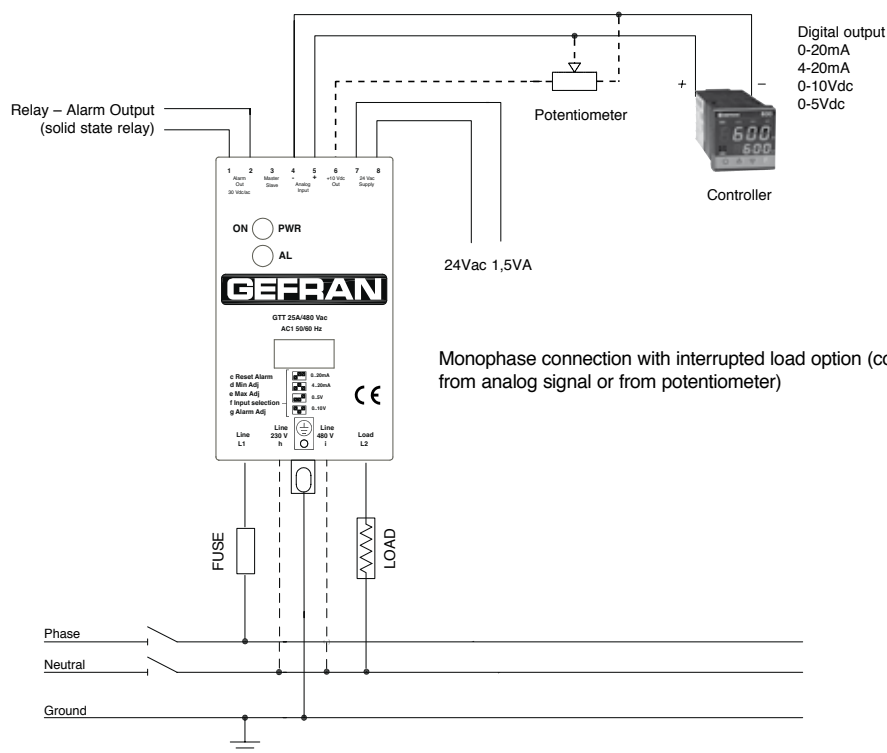 Digital output
0-20mA
4-20mA
0-10Vdc
0-5Vdc
+
–
Potentiometer
Controller
600
600
Relay – Alarm Output
(solid state relay)
1 2 3 4 5 6 7 8
Alarm Out 30 Vdc/ac
Master Slave
- +
Analog Input
+10 Vdc Out
24 Vac Supply
ON PWR
AL
24Vac 1,5VA
GEFRAN
GTT 25A/480 Vac
AC1 50/60 Hz
Monophase connection with interrupted load option (co
from analog signal or from potentiometer)
c Reset Alarm
d Min Adj
e Max Adj
f Input selection
g Alarm Adj
0..20mA
4..20mA
0..5V
0..10V
CE
Line L1
Line 230 V h
Line 480 V i
Load L2
FUSE
LOAD
Phase
Neutral
Ground